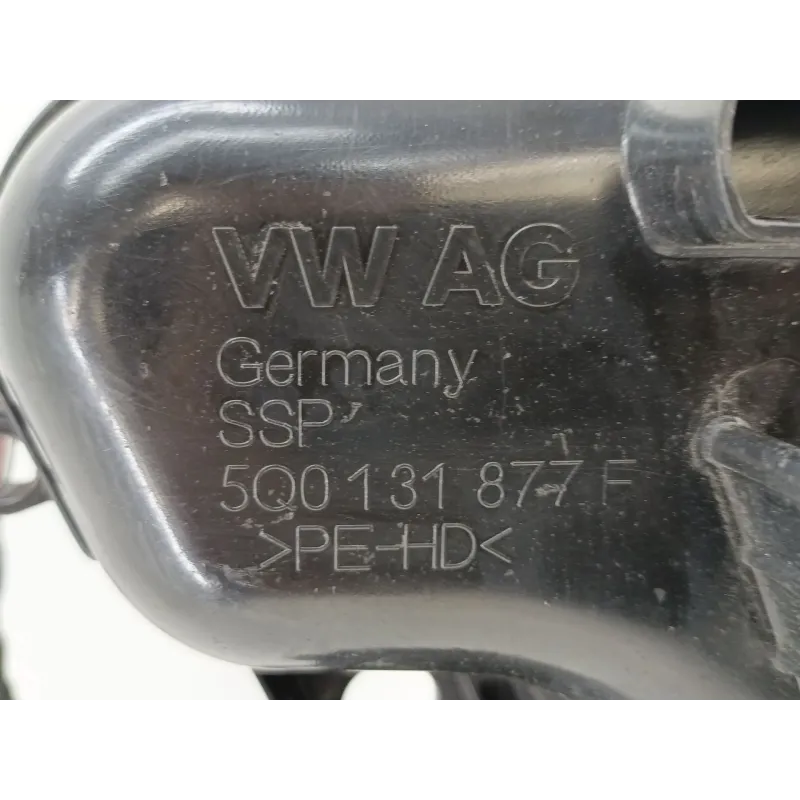 VW AG
Germany
SSP
5Q0 131 877 F
>PE-HD<